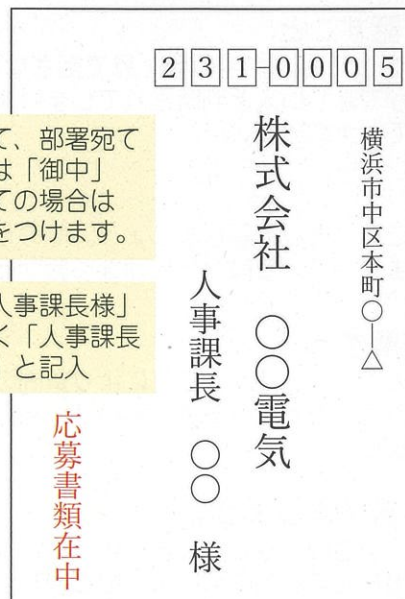 231-0005
横浜市中区本町○―△
株式会社　○○電気
人事課長　○○　様
て、部署宛て
は「御中」
ての場合は
をつけます。
人事課長様」
く「人事課長
と記入
応募書類在中